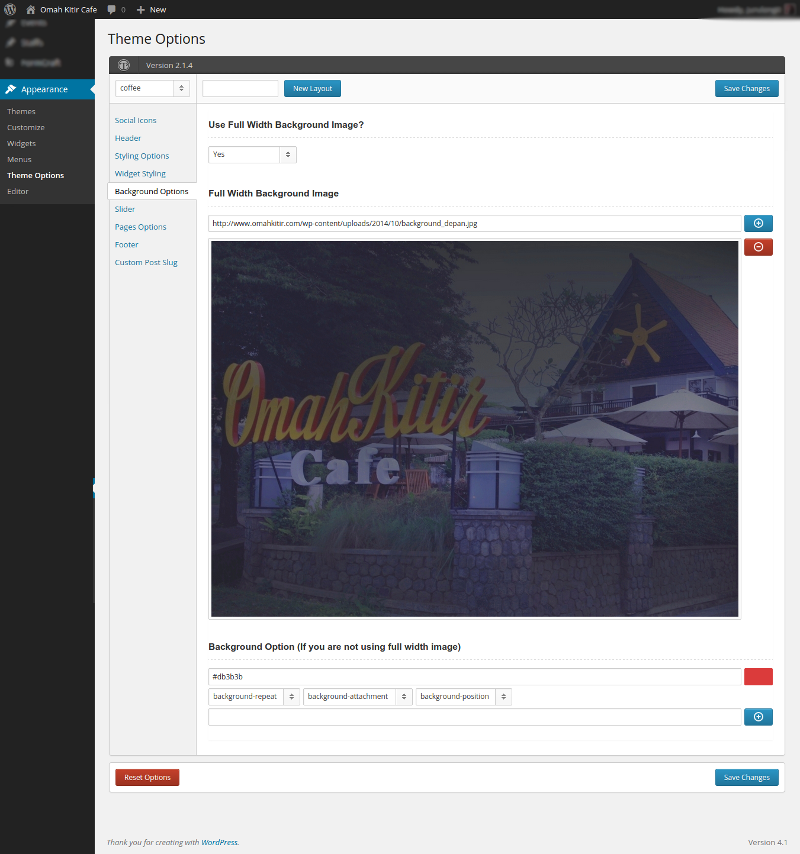 Omah Kitir Cafe 0 New
Theme Options
Version 2.1.4
coffee New Layout Save Changes
Appearance
Themes
Customize
Widgets
Menus
Theme Options
Editor
Social Icons
Header
Styling Options
Widget Styling
Background Options
Slider
Pages Options
Footer
Custom Post Slug
Use Full Width Background Image?
Yes
Full Width Background Image
http://www.omahkitir.com/wp-content/uploads/2014/10/background_depan.jpg
OmahKitir
Cafe
Background Option (If you are not using full width image)
#db3b3b
background-repeat background-attachment background-position
Reset Options Save Changes
Thank you for creating with WordPress. Version 4.1